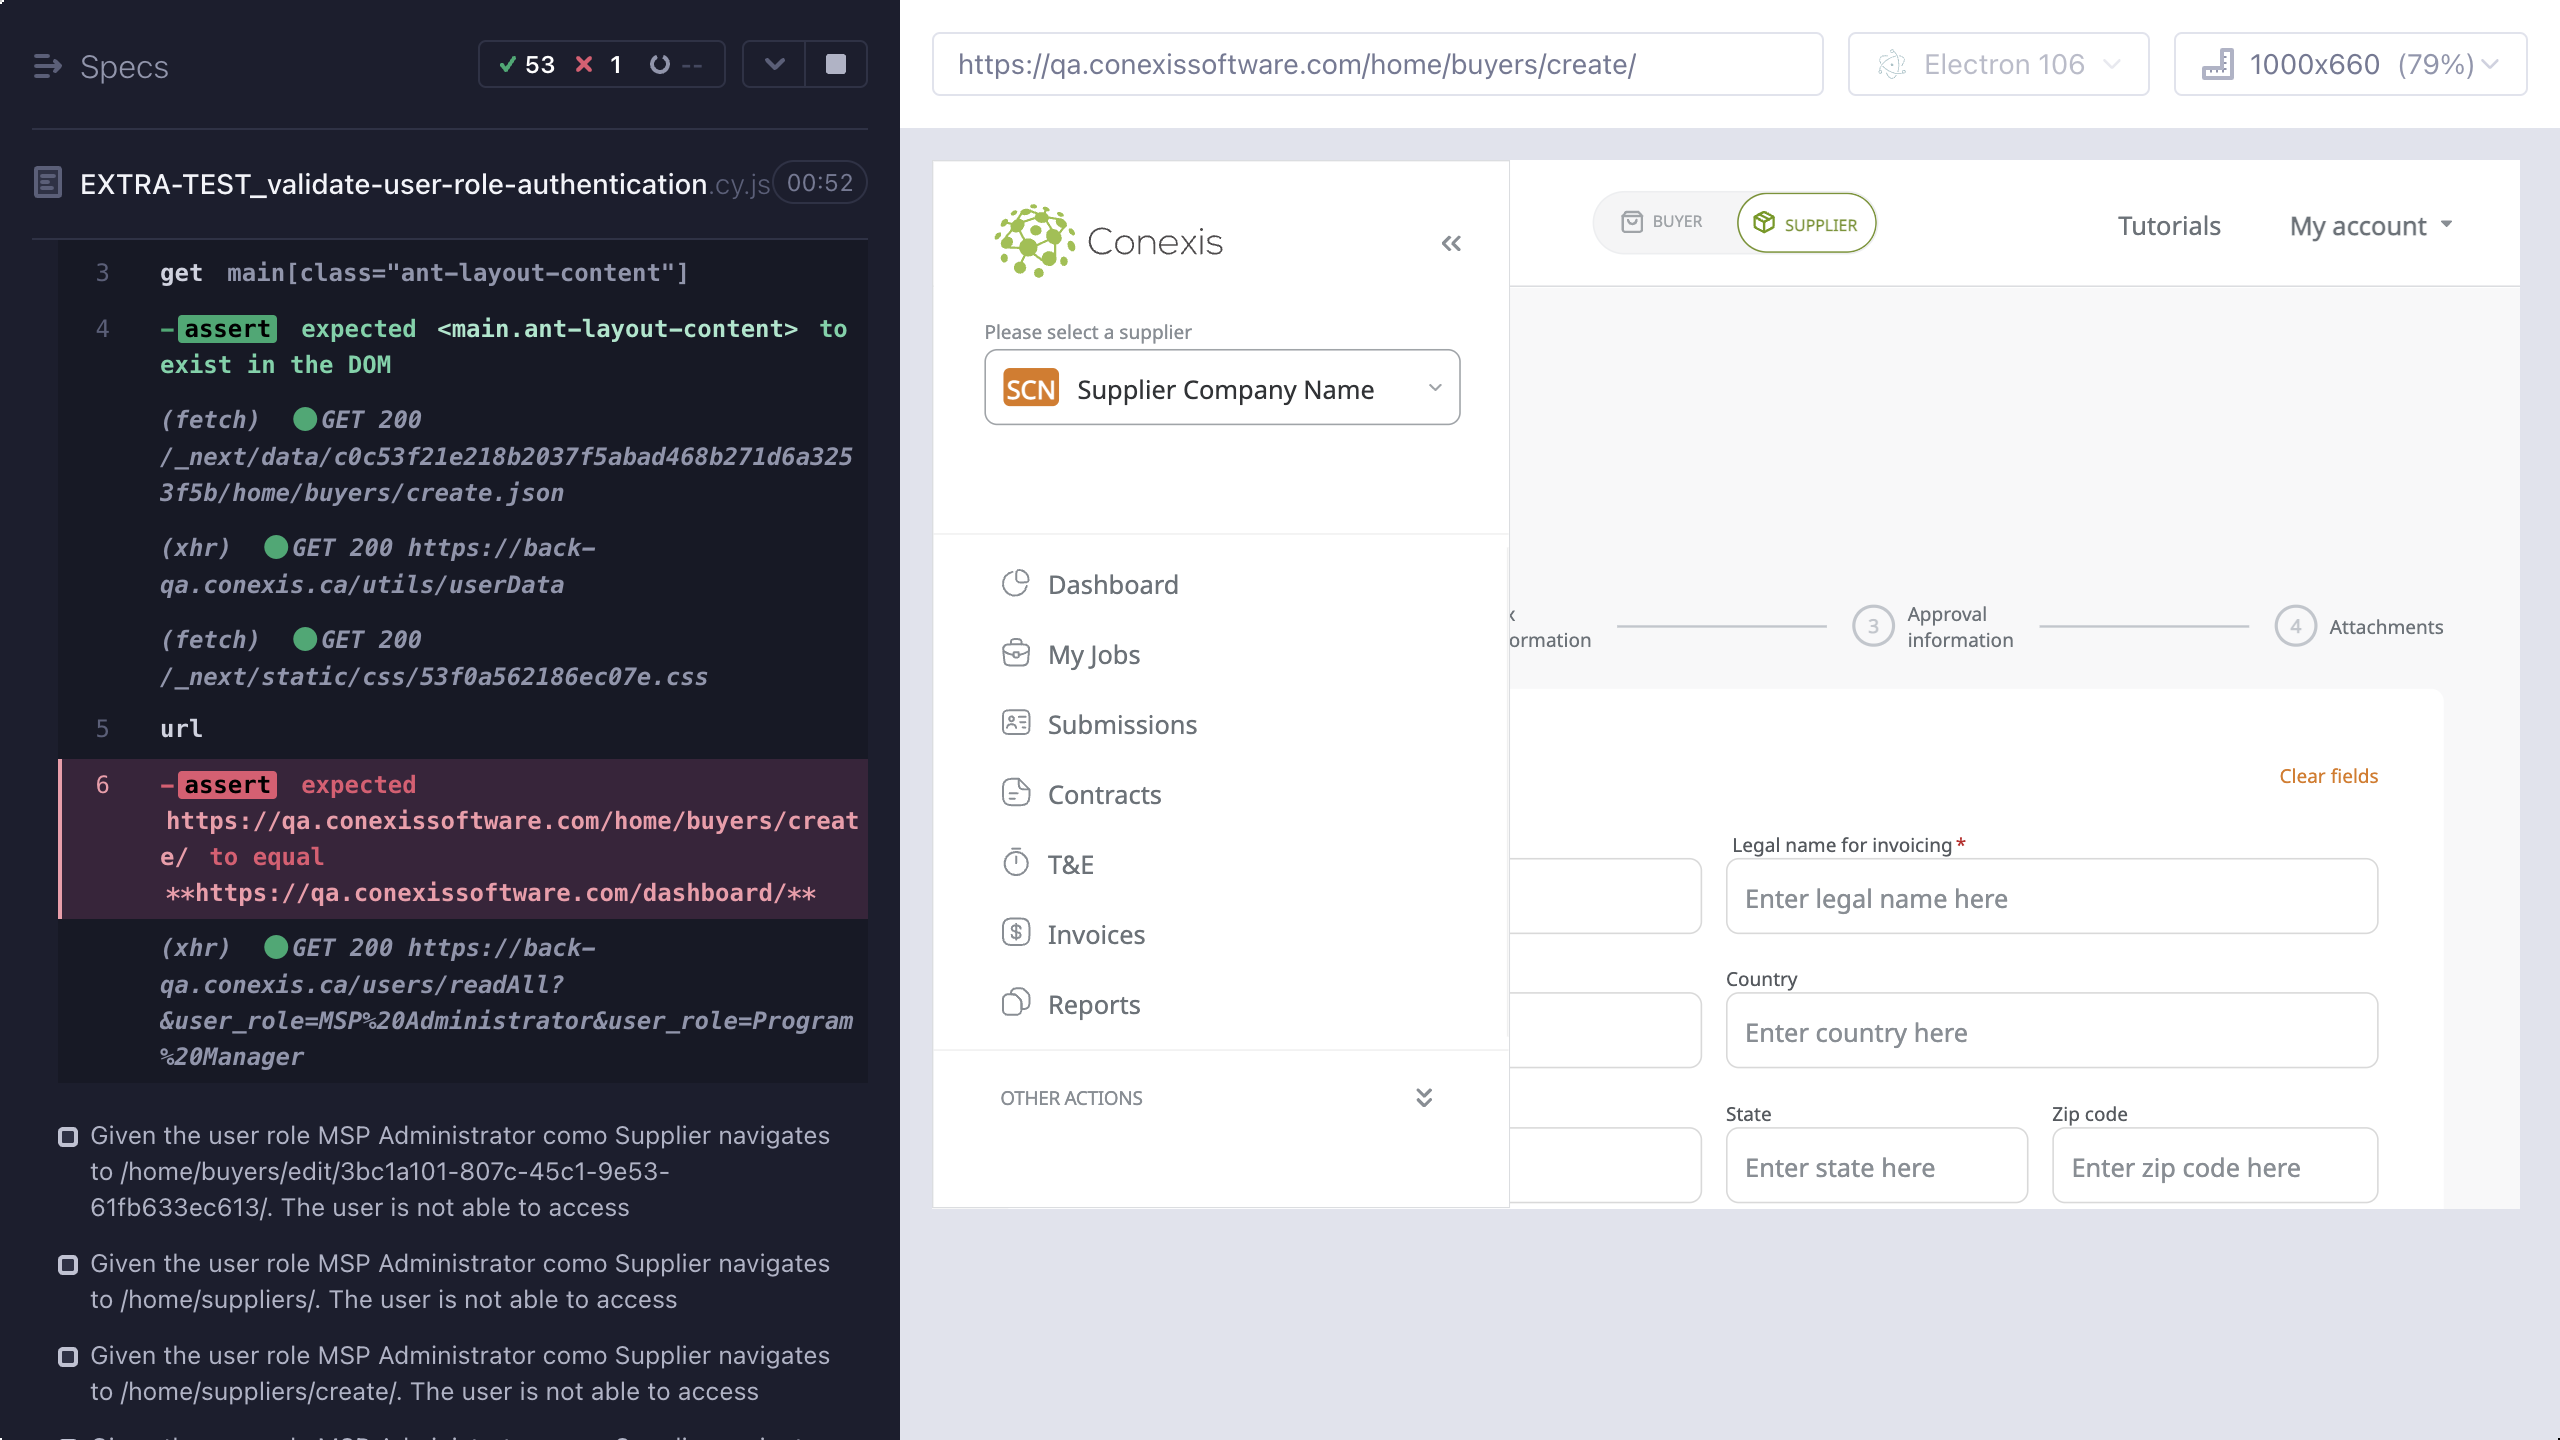 Specs
53 1 --
EXTRA-TEST_validate-user-role-authentication.cy.js 00:52
3 get main[class="ant-layout-content"]
4 -assert expected <main.ant-layout-content> to
exist in the DOM
(fetch) GET 200
/_next/data/c0c53f21e218b2037f5abad468b271d6a325
3f5b/home/buyers/create.json
(xhr) GET 200 https://back-
qa.conexis.ca/utils/userData
(fetch) GET 200
/_next/static/css/53f0a562186ec07e.css
5 url
6 -assert expected
https://qa.conexissoftware.com/home/buyers/creat
e/ to equal
**https://qa.conexissoftware.com/dashboard/**
(xhr) GET 200 https://back-
qa.conexis.ca/users/readAll?
&user_role=MSP%20Administrator&user_role=Program
%20Manager
Given the user role MSP Administrator como Supplier navigates
to /home/buyers/edit/3bc1a101-807c-45c1-9e53-
61fb633ec613/. The user is not able to access
Given the user role MSP Administrator como Supplier navigates
to /home/suppliers/. The user is not able to access
Given the user role MSP Administrator como Supplier navigates
to /home/suppliers/create/. The user is not able to access
https://qa.conexissoftware.com/home/buyers/create/
Electron 106
1000x660 (79%)
Conexis
Please select a supplier
SCN Supplier Company Name
Dashboard
My Jobs
Submissions
Contracts
T&E
Invoices
Reports
OTHER ACTIONS
BUYER
SUPPLIER
Tutorials
My account
ormation
3 Approval
information
4 Attachments
Clear fields
Legal name for invoicing *
Enter legal name here
Country
Enter country here
State
Zip code
Enter state here
Enter zip code here